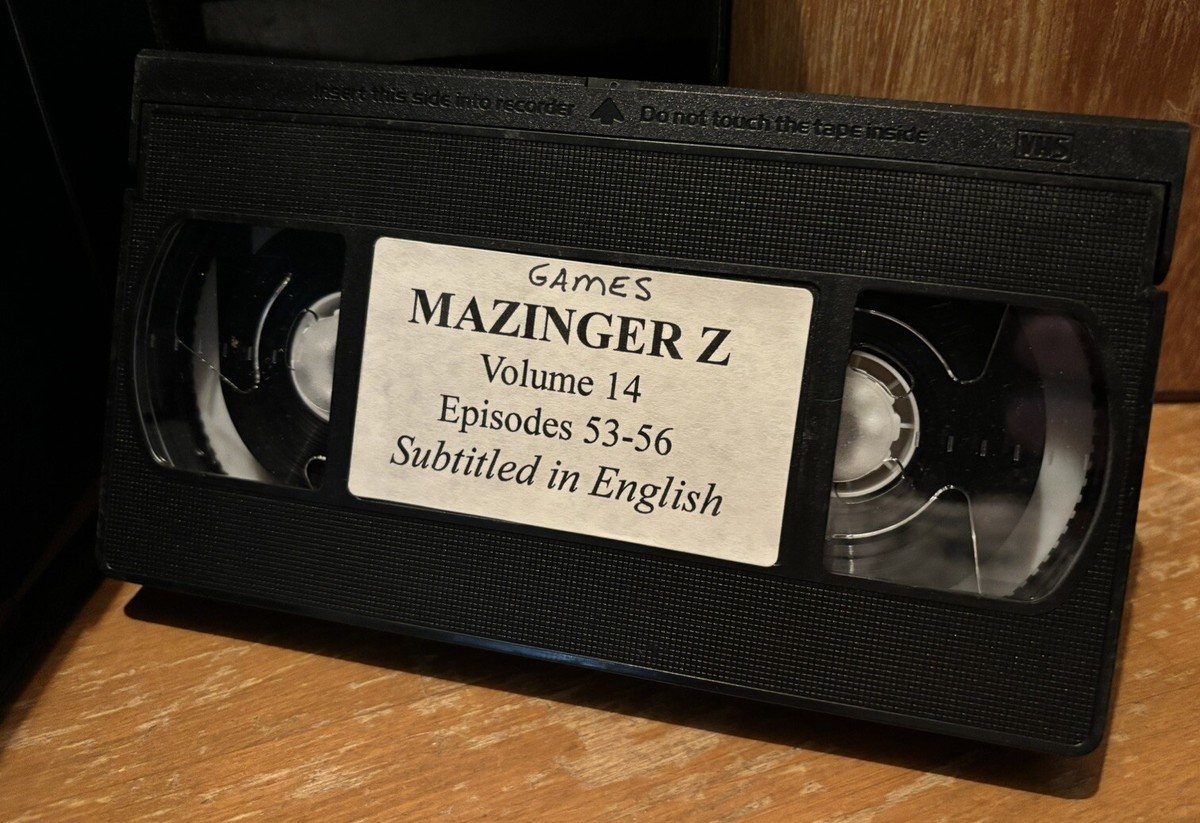 Insert this side into recorder Do not touch the tape inside VHS
GAMES
MAZINGER Z
Volume 14
Episodes 53-56
Subtitled in English